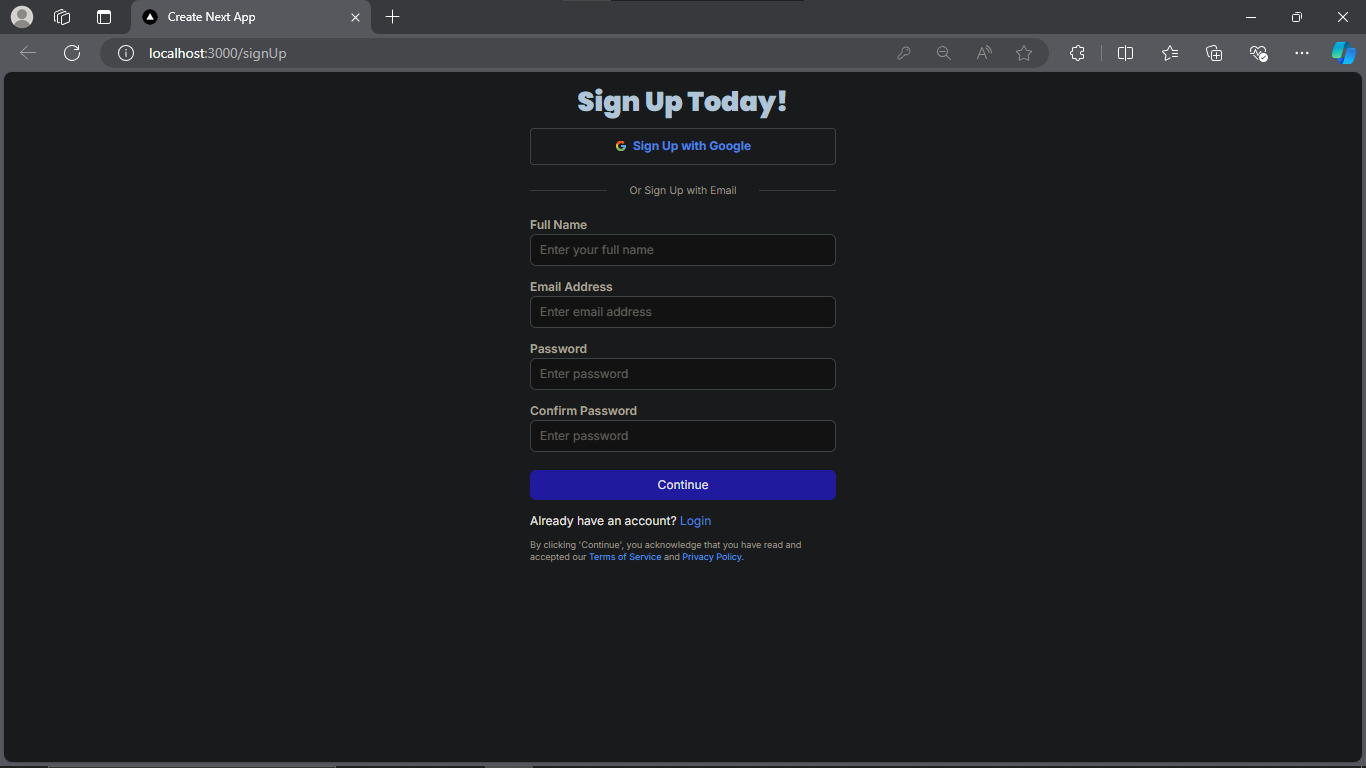 Create Next App
localhost:3000/signUp
Sign Up Today!
Sign Up with Google
Or Sign Up with Email
Full Name
Enter your full name
Email Address
Enter email address
Password
Enter password
Confirm Password
Enter password
Continue
Already have an account? Login
By clicking 'Continue', you acknowledge that you have read and
accepted our Terms of Service and Privacy Policy.